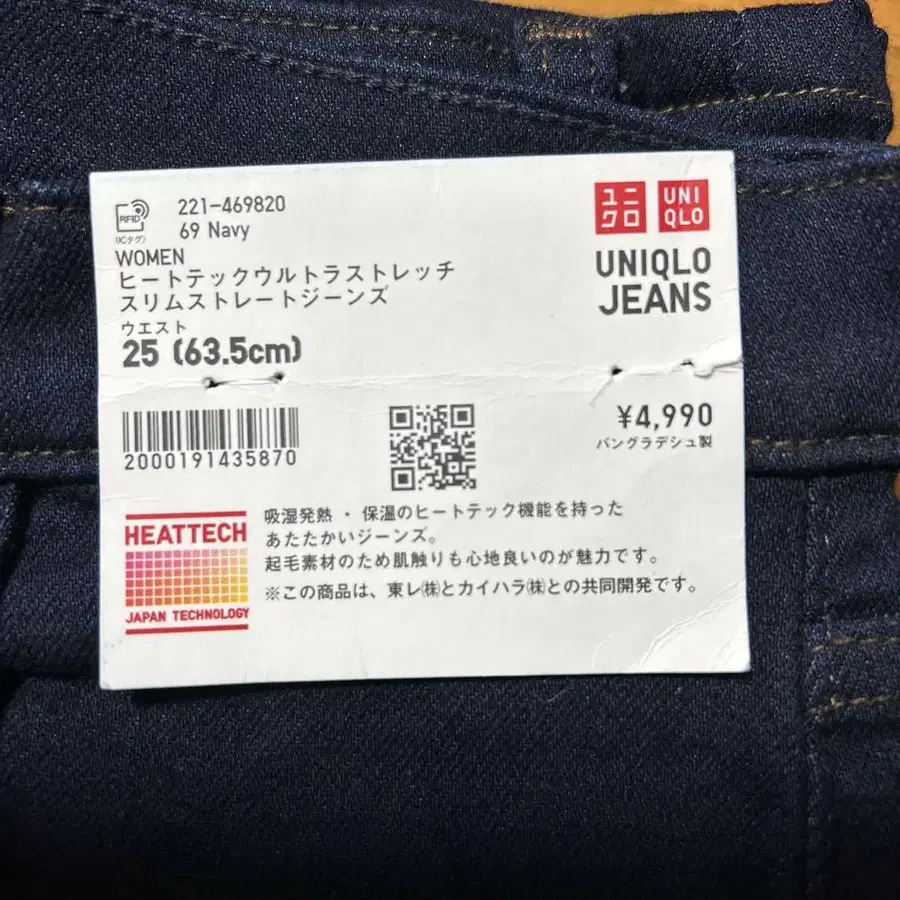 RFID
(ICタグ)
221-469820
69 Navy
ユニクロ
UNIQLO
UNIQLO
JEANS
WOMEN
ヒートテックウルトラストレッチ
スリムストレートジーンズ
ウエスト
25 (63.5cm)
2000191435870
¥4,990
バングラデシュ製
HEATTECH
JAPAN TECHNOLOGY
吸湿発熱・保温のヒートテック機能を持った
あたたかいジーンズ。
起毛素材のため肌触りも心地良いのが魅力です。
※この商品は、東レ㈱とカイハラ㈱との共同開発です。